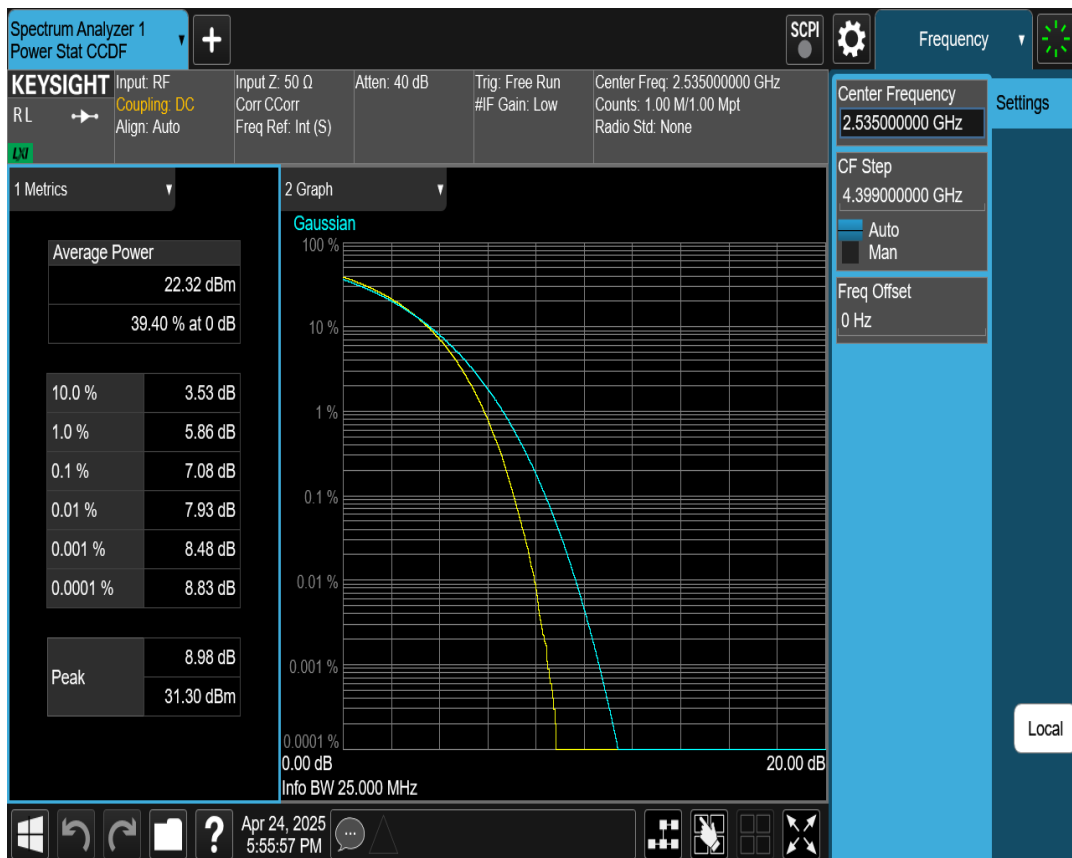 Spectrum Analyzer 1
Power Stat CCDF
SCPI
Frequency
KEYSIGHT
RL
LXI
Input: RF
Coupling: DC
Align: Auto
Input Z: 50 Ω
Corr CCorr
Freq Ref: Int (S)
Atten: 40 dB
Trig: Free Run
#IF Gain: Low
Center Freq: 2.535000000 GHz
Counts: 1.00 M/1.00 Mpt
Radio Std: None
Center Frequency
2.535000000 GHz
Settings
CF Step
4.399000000 GHz
Auto
Man
Freq Offset
0 Hz
Local
1 Metrics
Average Power
22.32 dBm
39.40 % at 0 dB
10.0 % 3.53 dB
1.0 % 5.86 dB
0.1 % 7.08 dB
0.01 % 7.93 dB
0.001 % 8.48 dB
0.0001 % 8.83 dB
Peak
8.98 dB
31.30 dBm
2 Graph
Gaussian
100 %
10 %
1 %
0.1 %
0.01 %
0.001 %
0.0001 %
0.00 dB 20.00 dB
Info BW 25.000 MHz
?
Apr 24, 2025
5:55:57 PM